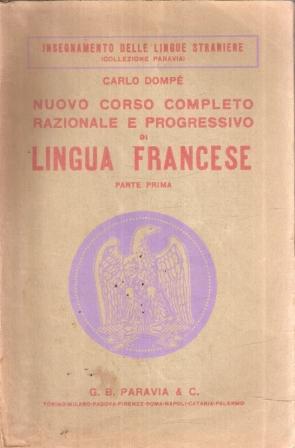 INSEGNAMENTO DELLE LINGUE STRANIERE
(COLLEZIONE PARAVIA)
CARLO DOMPÉ
NUOVO CORSO COMPLETO
RAZIONALE E PROGRESSIVO
DI
LINGUA FRANCESE
PARTE PRIMA
G. B. PARAVIA & C.
TORINO-MILANO-PADOVA-FIRENZE-ROMA-NAPOLI-CATANIA-PALERMO